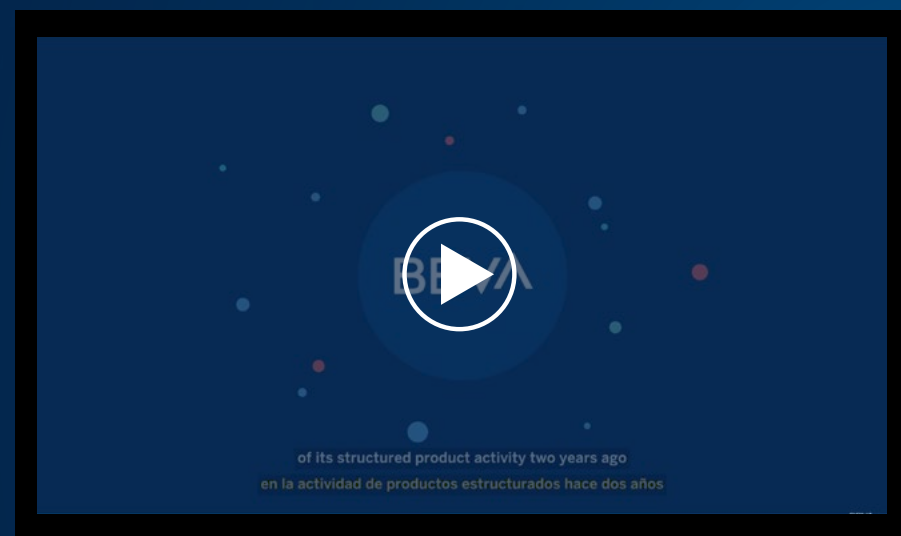 BBVA
of its structured product activity two years ago
en la actividad de productos estructurados hace dos años